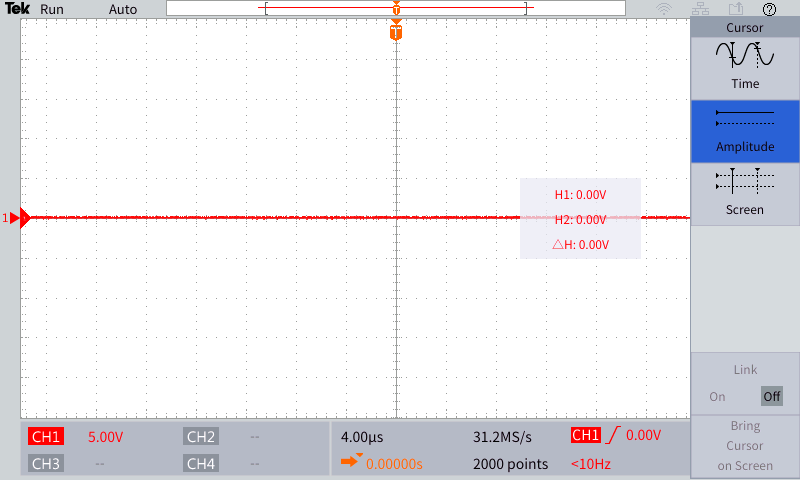 Tek Run Auto
T
T
?
Cursor
Time
Amplitude
Screen
1
H1: 0.00V
H2: 0.00V
△H: 0.00V
Link
On Off
Bring
Cursor
on Screen
CH1 5.00V CH2 -- 4.00µs 31.2MS/s CH1 0.00V
CH3 -- CH4 -- 0.00000s 2000 points <10Hz